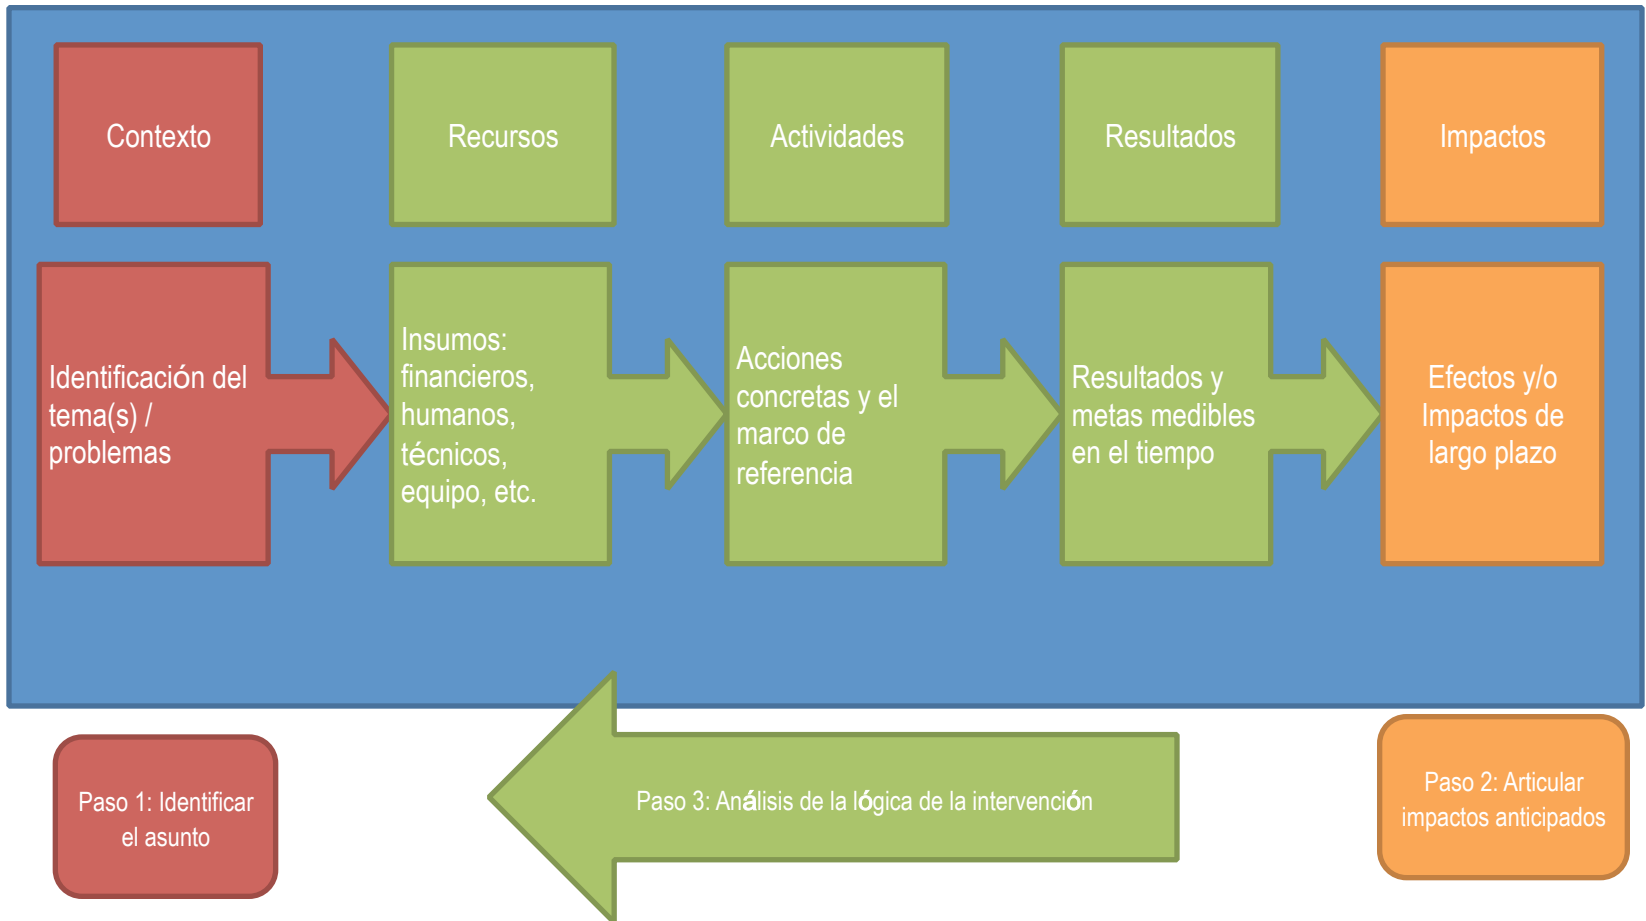 Contexto
Recursos
Actividades
Resultados
Impactos
Identificación del
tema(s) /
problemas
Insumos:
financieros,
humanos,
técnicos,
equipo, etc.
Acciones
concretas y el
marco de
referencia
Resultados y
metas medibles
en el tiempo
Efectos y/o
Impactos de
largo plazo
Paso 1: Identificar
el asunto
Paso 3: Análisis de la lógica de la intervención
Paso 2: Articular
impactos anticipados